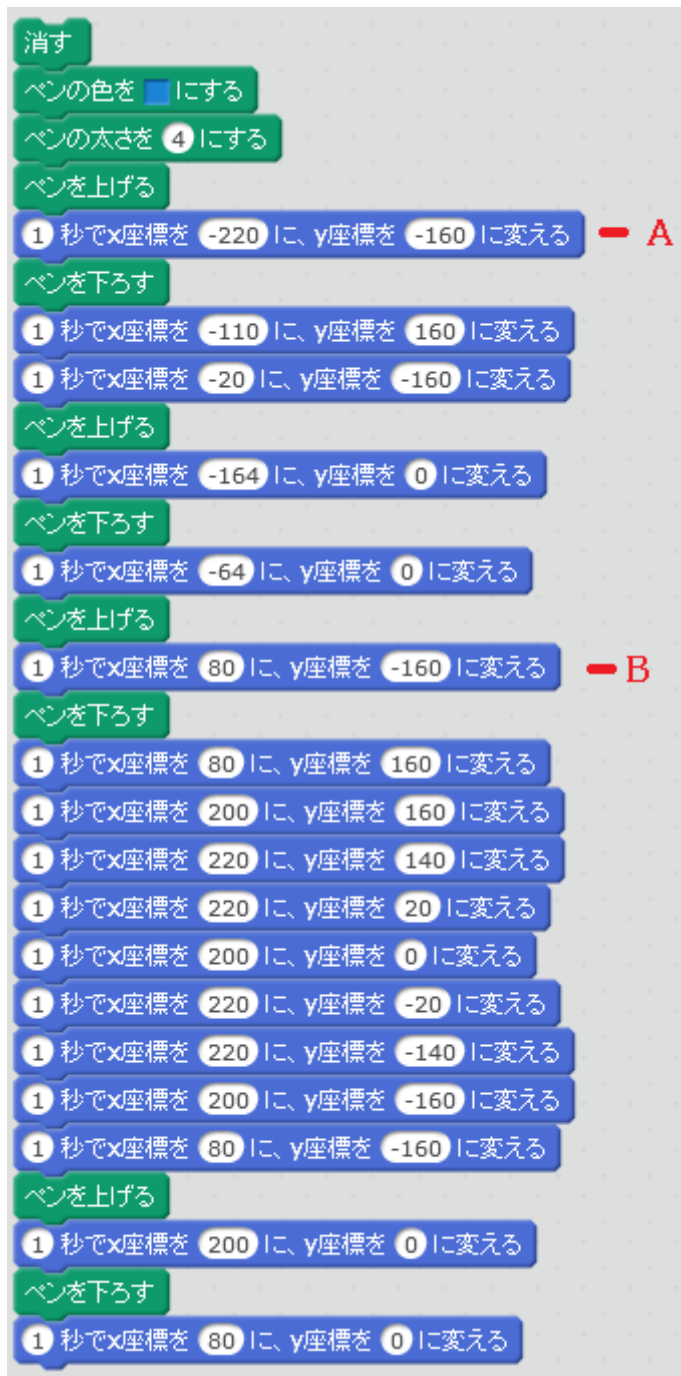 消す
ペンの色を にする
ペンの太さを 4 にする
ペンを上げる
1 秒でx座標を -220 に、y座標を -160 に変える - A
ペンを下ろす
1 秒でx座標を -110 に、y座標を 160 に変える
1 秒でx座標を -20 に、y座標を -160 に変える
ペンを上げる
1 秒でx座標を -164 に、y座標を 0 に変える
ペンを下ろす
1 秒でx座標を -64 に、y座標を 0 に変える
ペンを上げる
1 秒でx座標を 80 に、y座標を -160 に変える - B
ペンを下ろす
1 秒でx座標を 80 に、y座標を 160 に変える
1 秒でx座標を 200 に、y座標を 160 に変える
1 秒でx座標を 220 に、y座標を 140 に変える
1 秒でx座標を 220 に、y座標を 20 に変える
1 秒でx座標を 200 に、y座標を 0 に変える
1 秒でx座標を 220 に、y座標を -20 に変える
1 秒でx座標を 220 に、y座標を -140 に変える
1 秒でx座標を 200 に、y座標を -160 に変える
1 秒でx座標を 80 に、y座標を -160 に変える
ペンを上げる
1 秒でx座標を 200 に、y座標を 0 に変える
ペンを下ろす
1 秒でx座標を 80 に、y座標を 0 に変える